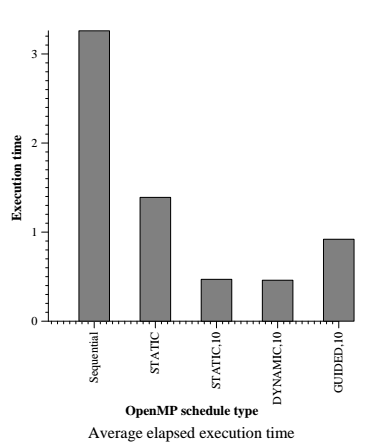 3
2
1
0
Execution time
Sequential
STATIC
STATIC,10
DYNAMIC,10
GUIDED,10
OpenMP schedule type
Average elapsed execution time